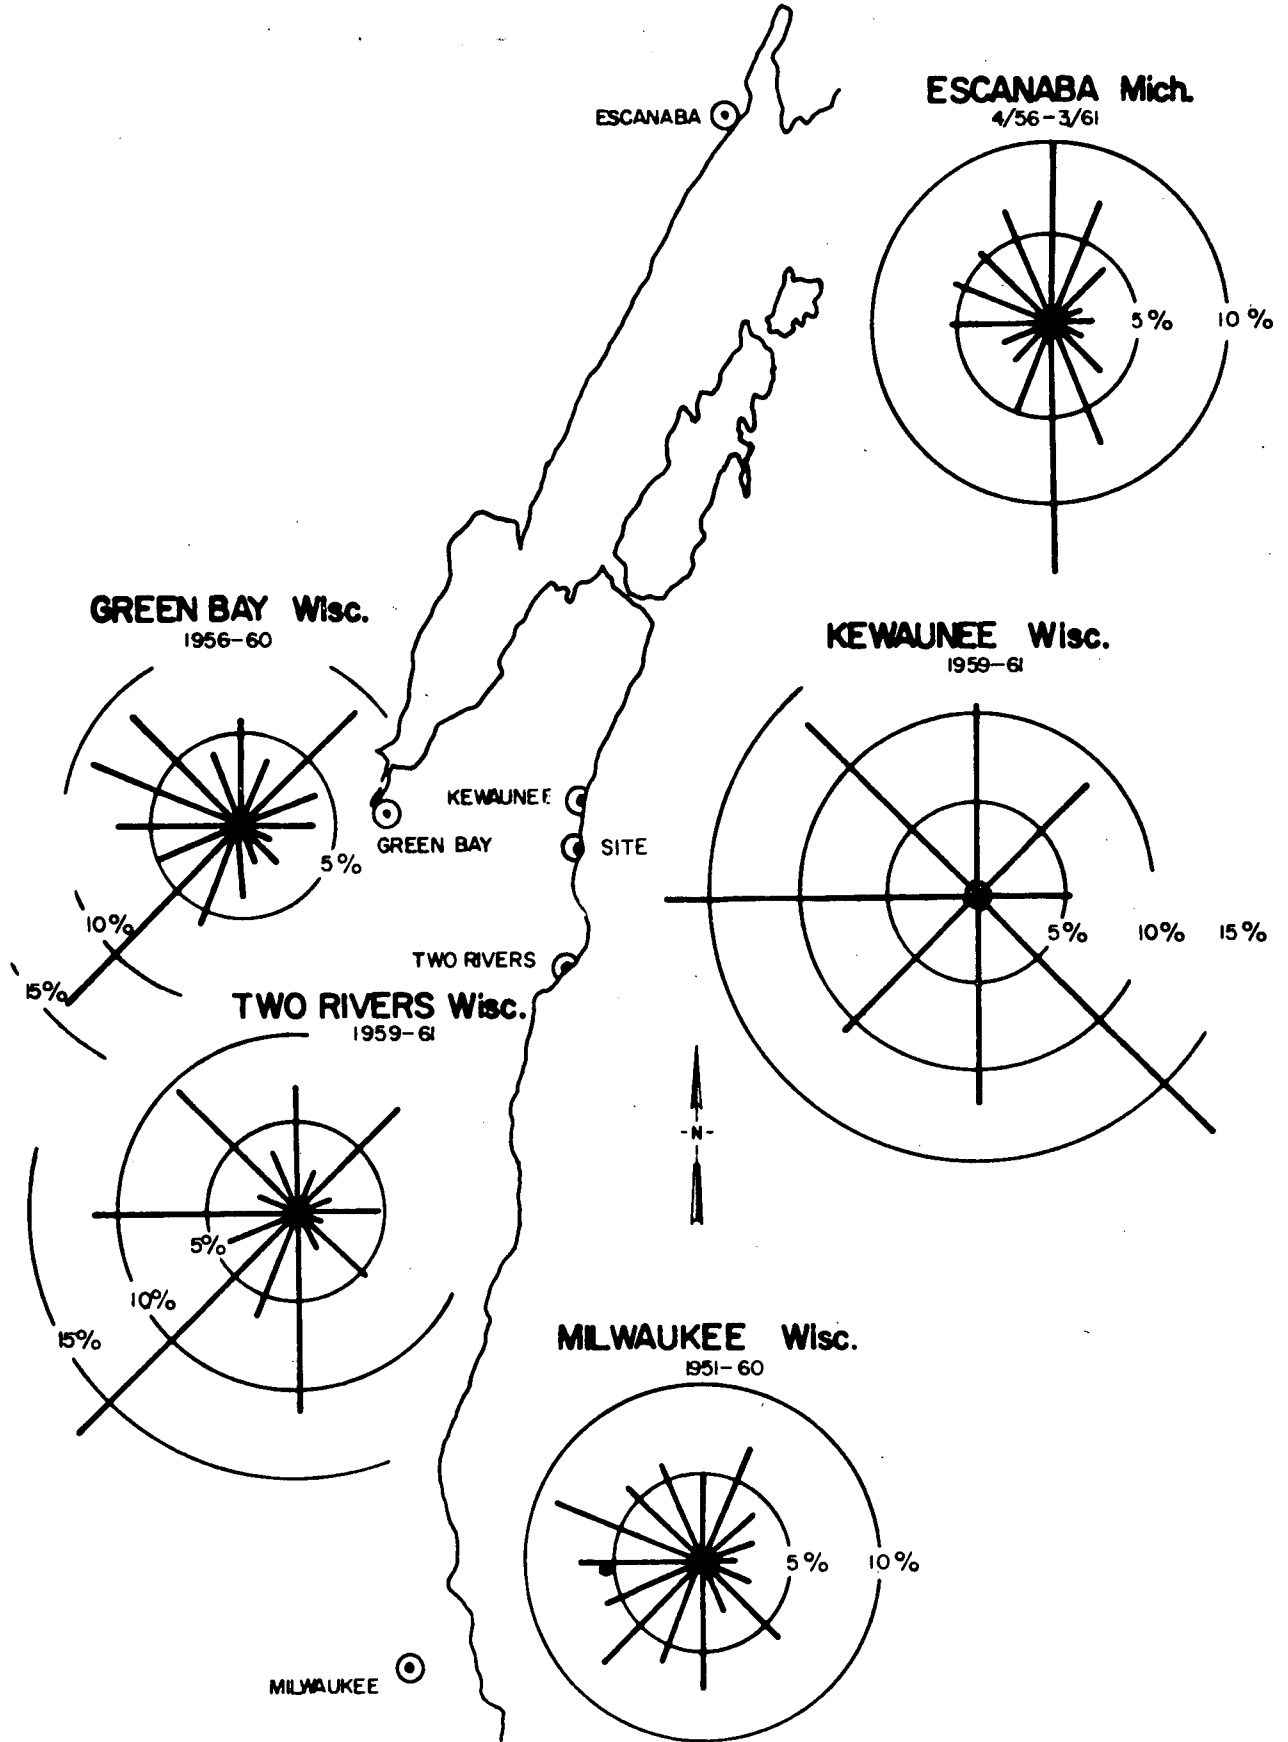 ESCANABA
ESCANABA Mich.
4/56-3/61
5%
10%
GREEN BAY Wisc.
1956-60
5%
10%
15%
KEWAUNEE Wisc.
1959-61
5%
10%
15%
KEWAUNEE
GREEN BAY
SITE
TWO RIVERS
TWO RIVERS Wisc.
1959-61
5%
10%
15%
-N-
MILWAUKEE Wisc.
1951-60
5%
10%
MILWAUKEE